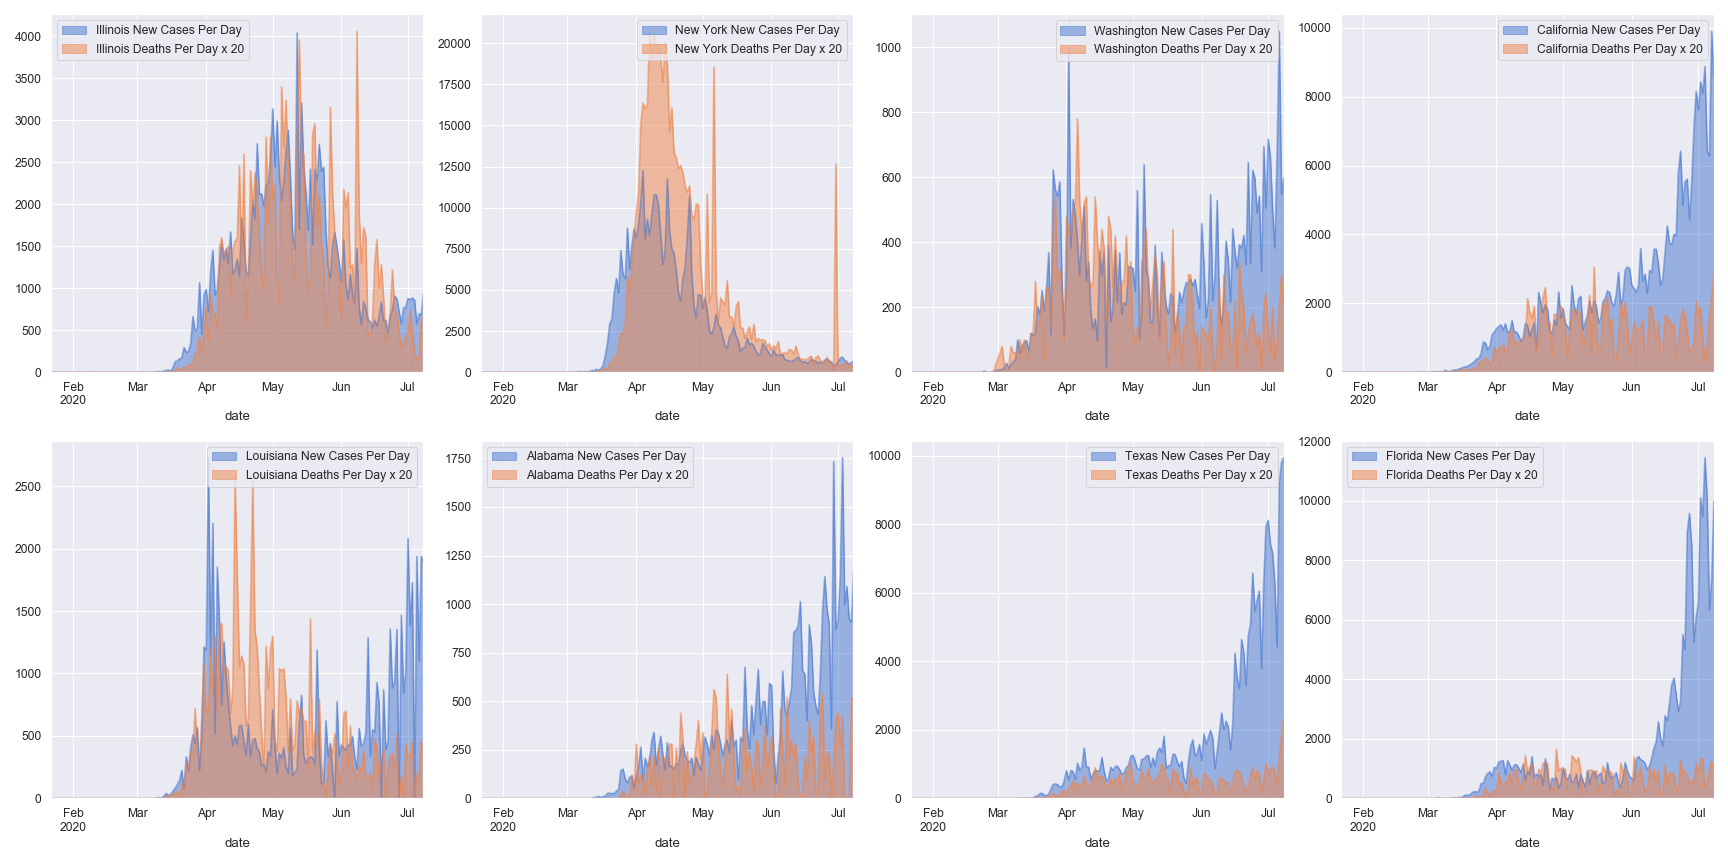 Illinois New Cases Per Day
Illinois Deaths Per Day x 20
4000
3500
3000
2500
2000
1500
1000
500
0
Feb Mar Apr May Jun Jul
2020
date
New York New Cases Per Day
New York Deaths Per Day x 20
20000
17500
15000
12500
10000
7500
5000
2500
0
Feb Mar Apr May Jun Jul
2020
date
Washington New Cases Per Day
Washington Deaths Per Day x 20
1000
800
600
400
200
0
Feb Mar Apr May Jun Jul
2020
date
California New Cases Per Day
California Deaths Per Day x 20
10000
8000
6000
4000
2000
0
Feb Mar Apr May Jun Jul
2020
date
Louisiana New Cases Per Day
Louisiana Deaths Per Day x 20
2500
2000
1500
1000
500
0
Feb Mar Apr May Jun Jul
2020
date
Alabama New Cases Per Day
Alabama Deaths Per Day x 20
1750
1500
1250
1000
750
500
250
0
Feb Mar Apr May Jun Jul
2020
date
Texas New Cases Per Day
Texas Deaths Per Day x 20
10000
8000
6000
4000
2000
0
Feb Mar Apr May Jun Jul
2020
date
Florida New Cases Per Day
Florida Deaths Per Day x 20
12000
10000
8000
6000
4000
2000
0
Feb Mar Apr May Jun Jul
2020
date